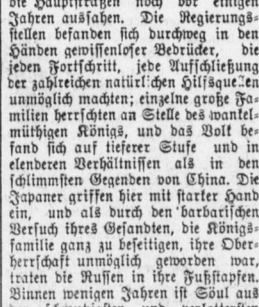 die Hauptstraßen noch vor einigen
Jahren aussahen. Die Regierungs-
stellen befanden sich durchweg in den
Händen gewissenloser Bedrücker, die
jeden Fortschritt, jede Aufschließung
der zahlreichen natürlichen Hilfsquellen
unmöglich machten; einzelne große Fa-
milien herrschten an Stelle des wankel-
müthigen Königs, und das Volk be-
fand sich auf tieferer Stufe und in
elenderen Verhältnissen als in den
schlimmsten Gegenden von China. Die
Japaner griffen hier mit starker Hand
ein, und als durch den barbarischen
Versuch ihres Gesandten, die Königs-
familie ganz zu beseitigen, ihre Ober-
herrschaft unmöglich geworden war,
traten die Russen in ihre Fußstapfen.
Binnen wenigen Jahren ist Söul aus